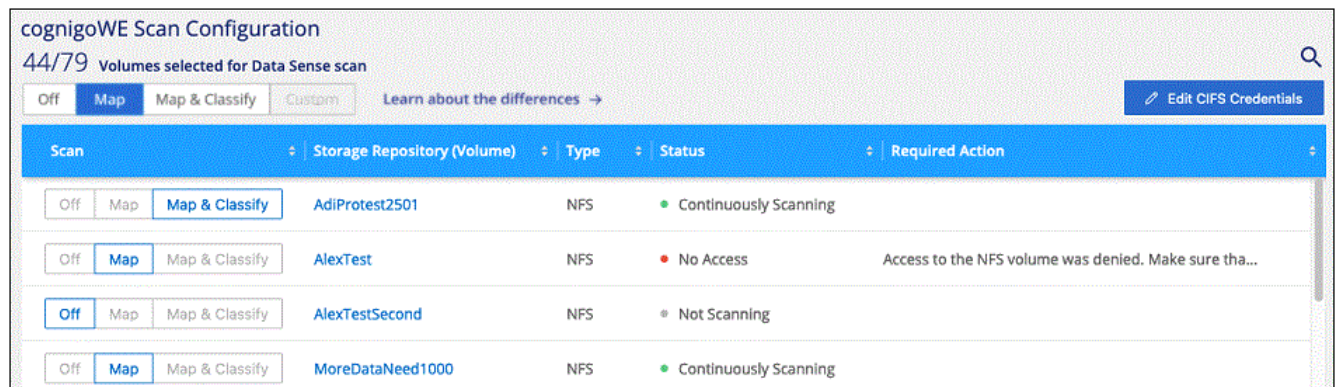 cognigoWE Scan Configuration
44/79 Volumes selected for Data Sense scan
Off Map Map & Classify Custom Learn about the differences → Edit CIFS Credentials
Scan Storage Repository (Volume) Type Status Required Action
Off Map Map & Classify AdiProtest2501 NFS Continuously Scanning
Off Map Map & Classify AlexTest NFS No Access Access to the NFS volume was denied. Make sure tha...
Off Map Map & Classify AlexTestSecond NFS Not Scanning
Off Map Map & Classify MoreDataNeed1000 NFS Continuously Scanning